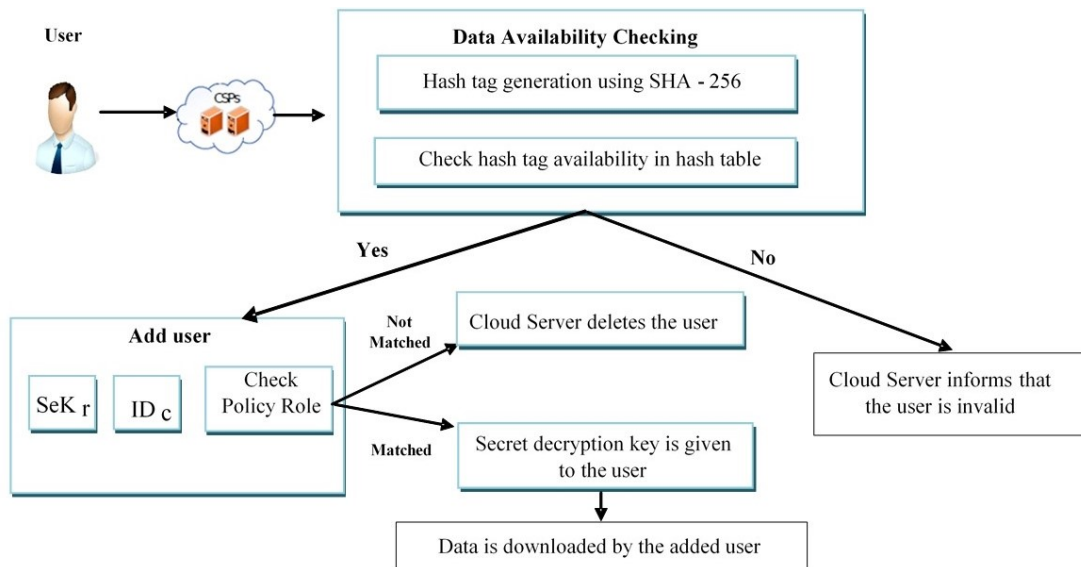 User
CSPs
Data Availability Checking
Hash tag generation using SHA - 256
Check hash tag availability in hash table
Yes
No
Add user
SeK r
ID c
Check
Policy Role
Not
Matched
Cloud Server deletes the user
Matched
Secret decryption key is given
to the user
Data is downloaded by the added user
Cloud Server informs that
the user is invalid